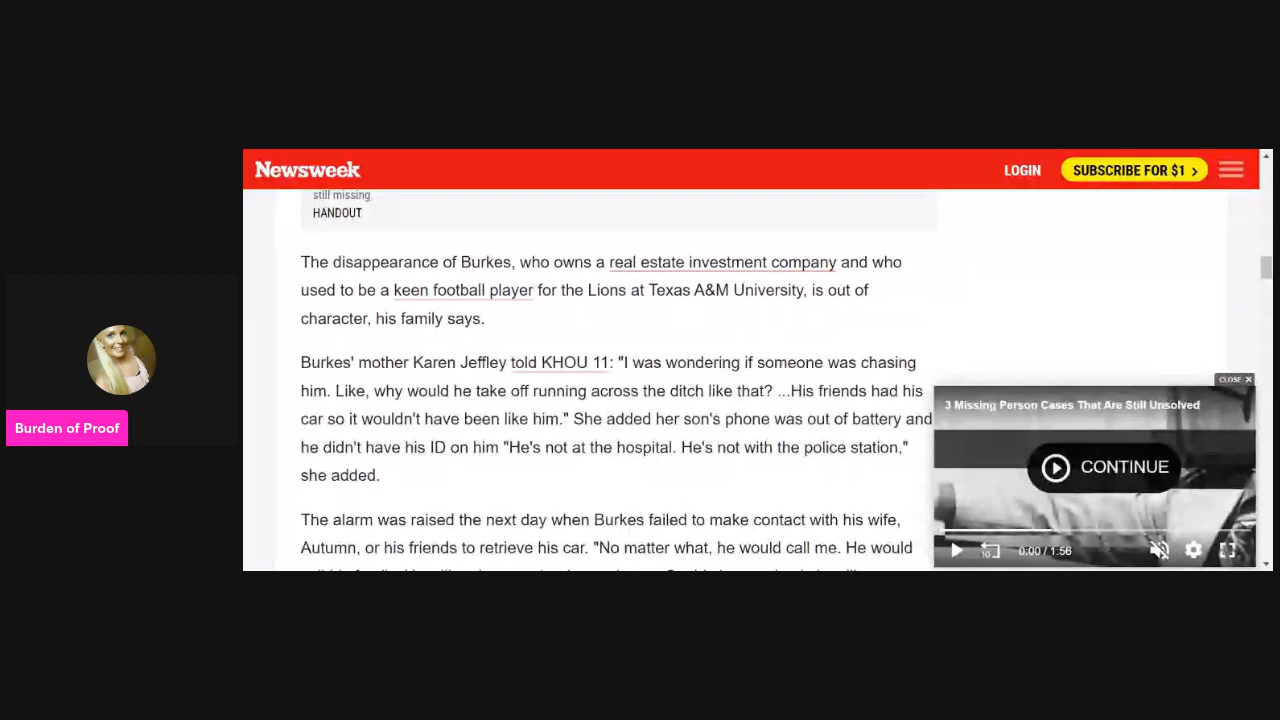 Newsweek
LOGIN
SUBSCRIBE FOR $1 >
still missing.
HANDOUT
The disappearance of Burkes, who owns a real estate investment company and who
used to be a keen football player for the Lions at Texas A&M University, is out of
character, his family says.
Burkes' mother Karen Jeffley told KHOU 11: "I was wondering if someone was chasing
him. Like, why would he take off running across the ditch like that? ...His friends had his
car so it wouldn't have been like him." She added her son's phone was out of battery and
he didn't have his ID on him "He's not at the hospital. He's not with the police station,"
she added.
The alarm was raised the next day when Burkes failed to make contact with his wife,
Autumn, or his friends to retrieve his car. "No matter what, he would call me. He would
CLOSE X
3 Missing Person Cases That Are Still Unsolved
CONTINUE
10
0:00 / 1:56
Burden of Proof